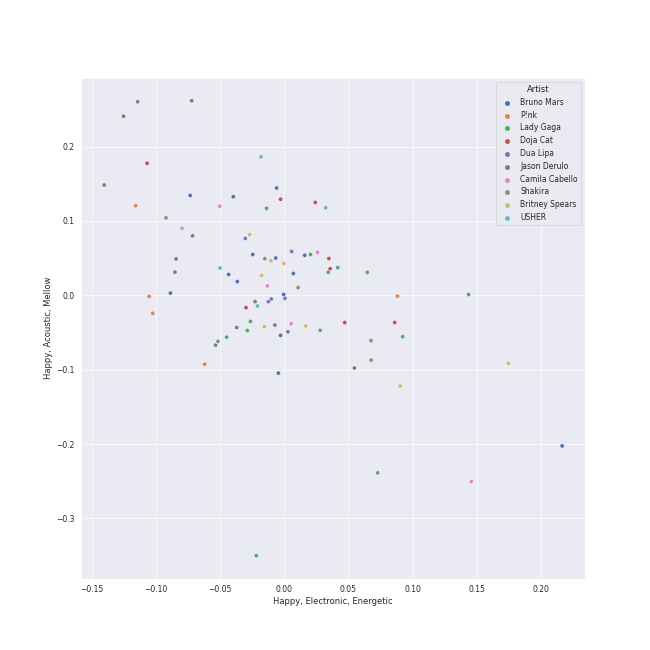 Artist
Bruno Mars
P!nk
Lady Gaga
Doja Cat
Dua Lipa
Jason Derulo
Camila Cabello
Shakira
Britney Spears
USHER
0.2
0.1
0.0
−0.1
−0.2
−0.3
Happy, Acoustic, Mellow
−0.15 −0.10 −0.05 0.00 0.05 0.10 0.15 0.20
Happy, Electronic, Energetic